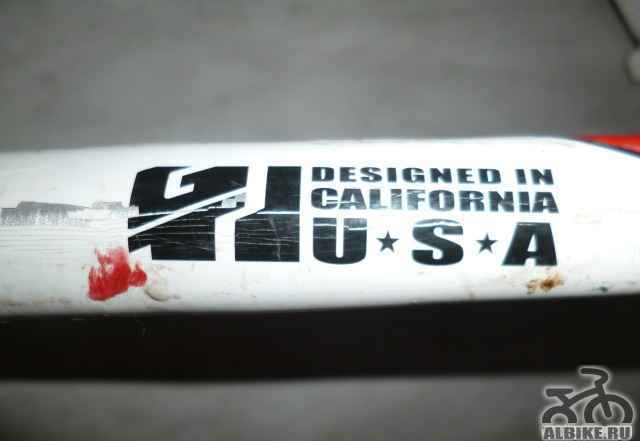 DESIGNED IN
CALIFORNIA
U★S★A
ALBIKE.RU